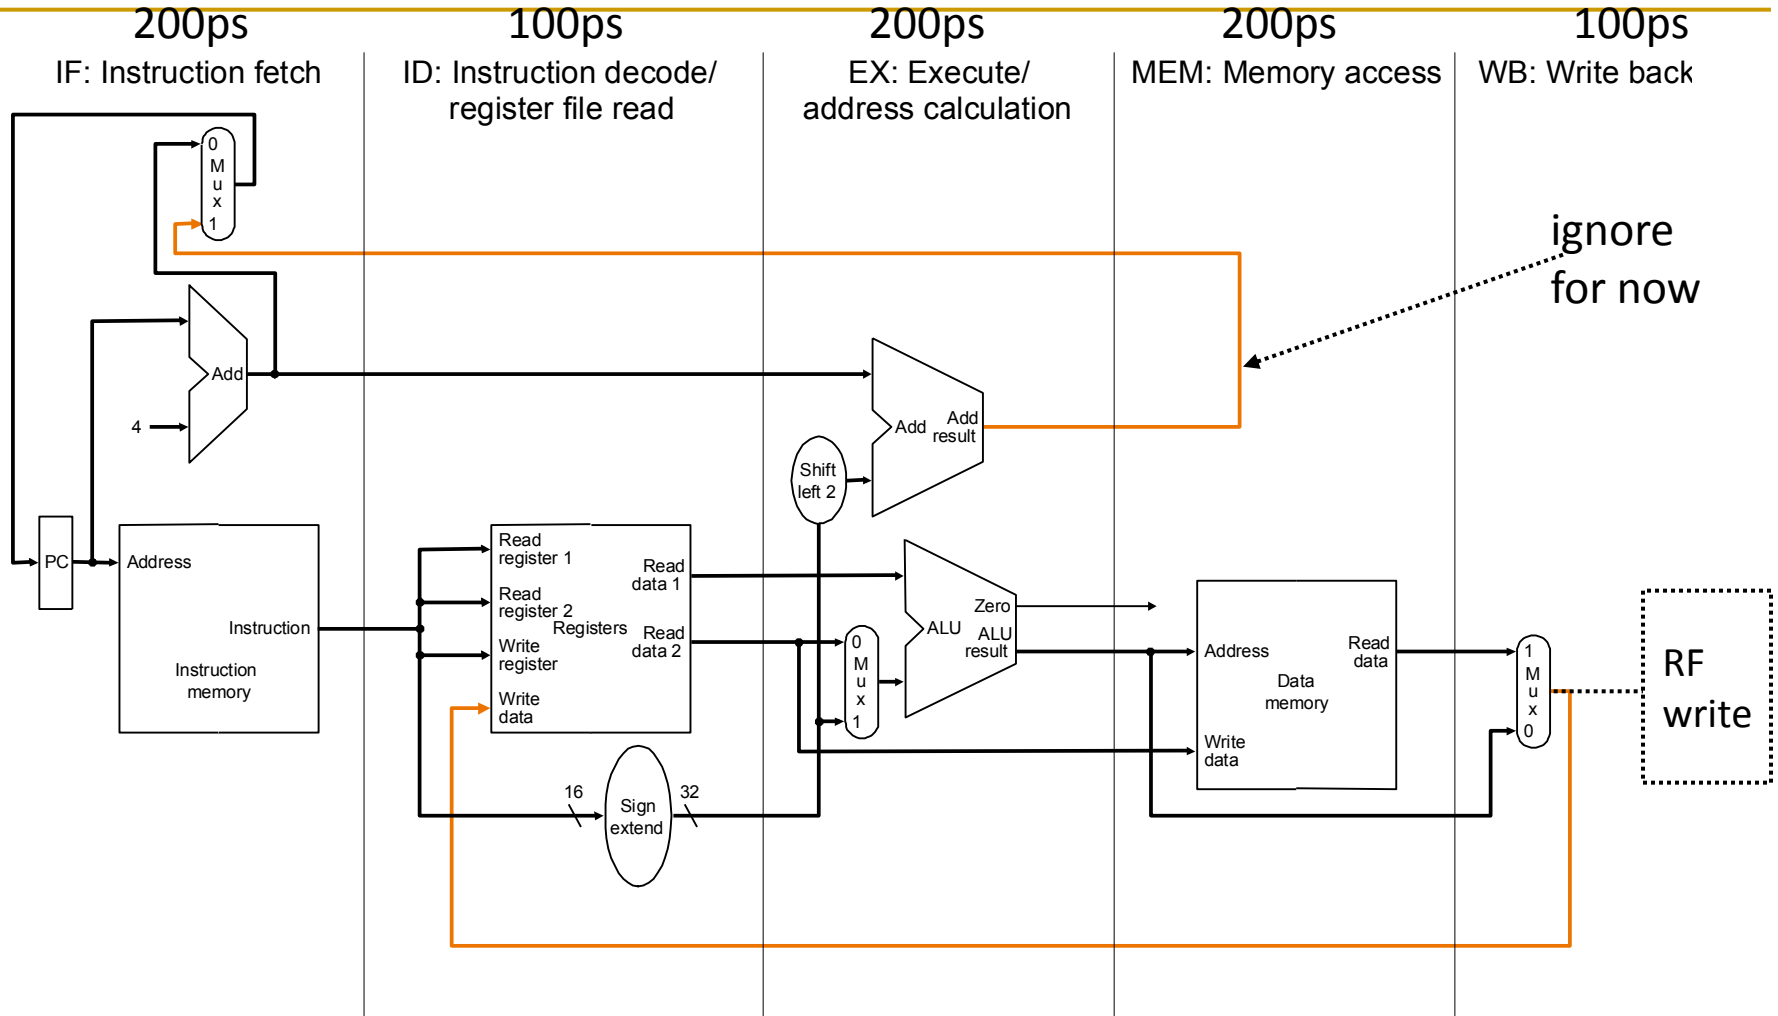 200ps
100ps
200ps
200ps
100ps
IF: Instruction fetch
ID: Instruction decode/
register file read
EX: Execute/
address calculation
MEM: Memory access
WB: Write back
0
M
u
x
1
ignore
for now
Add
4
Add
Add
result
Shift
left 2
PC
Address
Instruction
Instruction
memory
Read
register 1
Read
register 2
Write
register
Write
data
Registers
Read
data 1
Read
data 2
0
M
u
x
1
Zero
ALU
ALU
result
Address
Write
data
Data
memory
Read
data
1
M
u
x
0
RF
write
16
Sign
extend
32